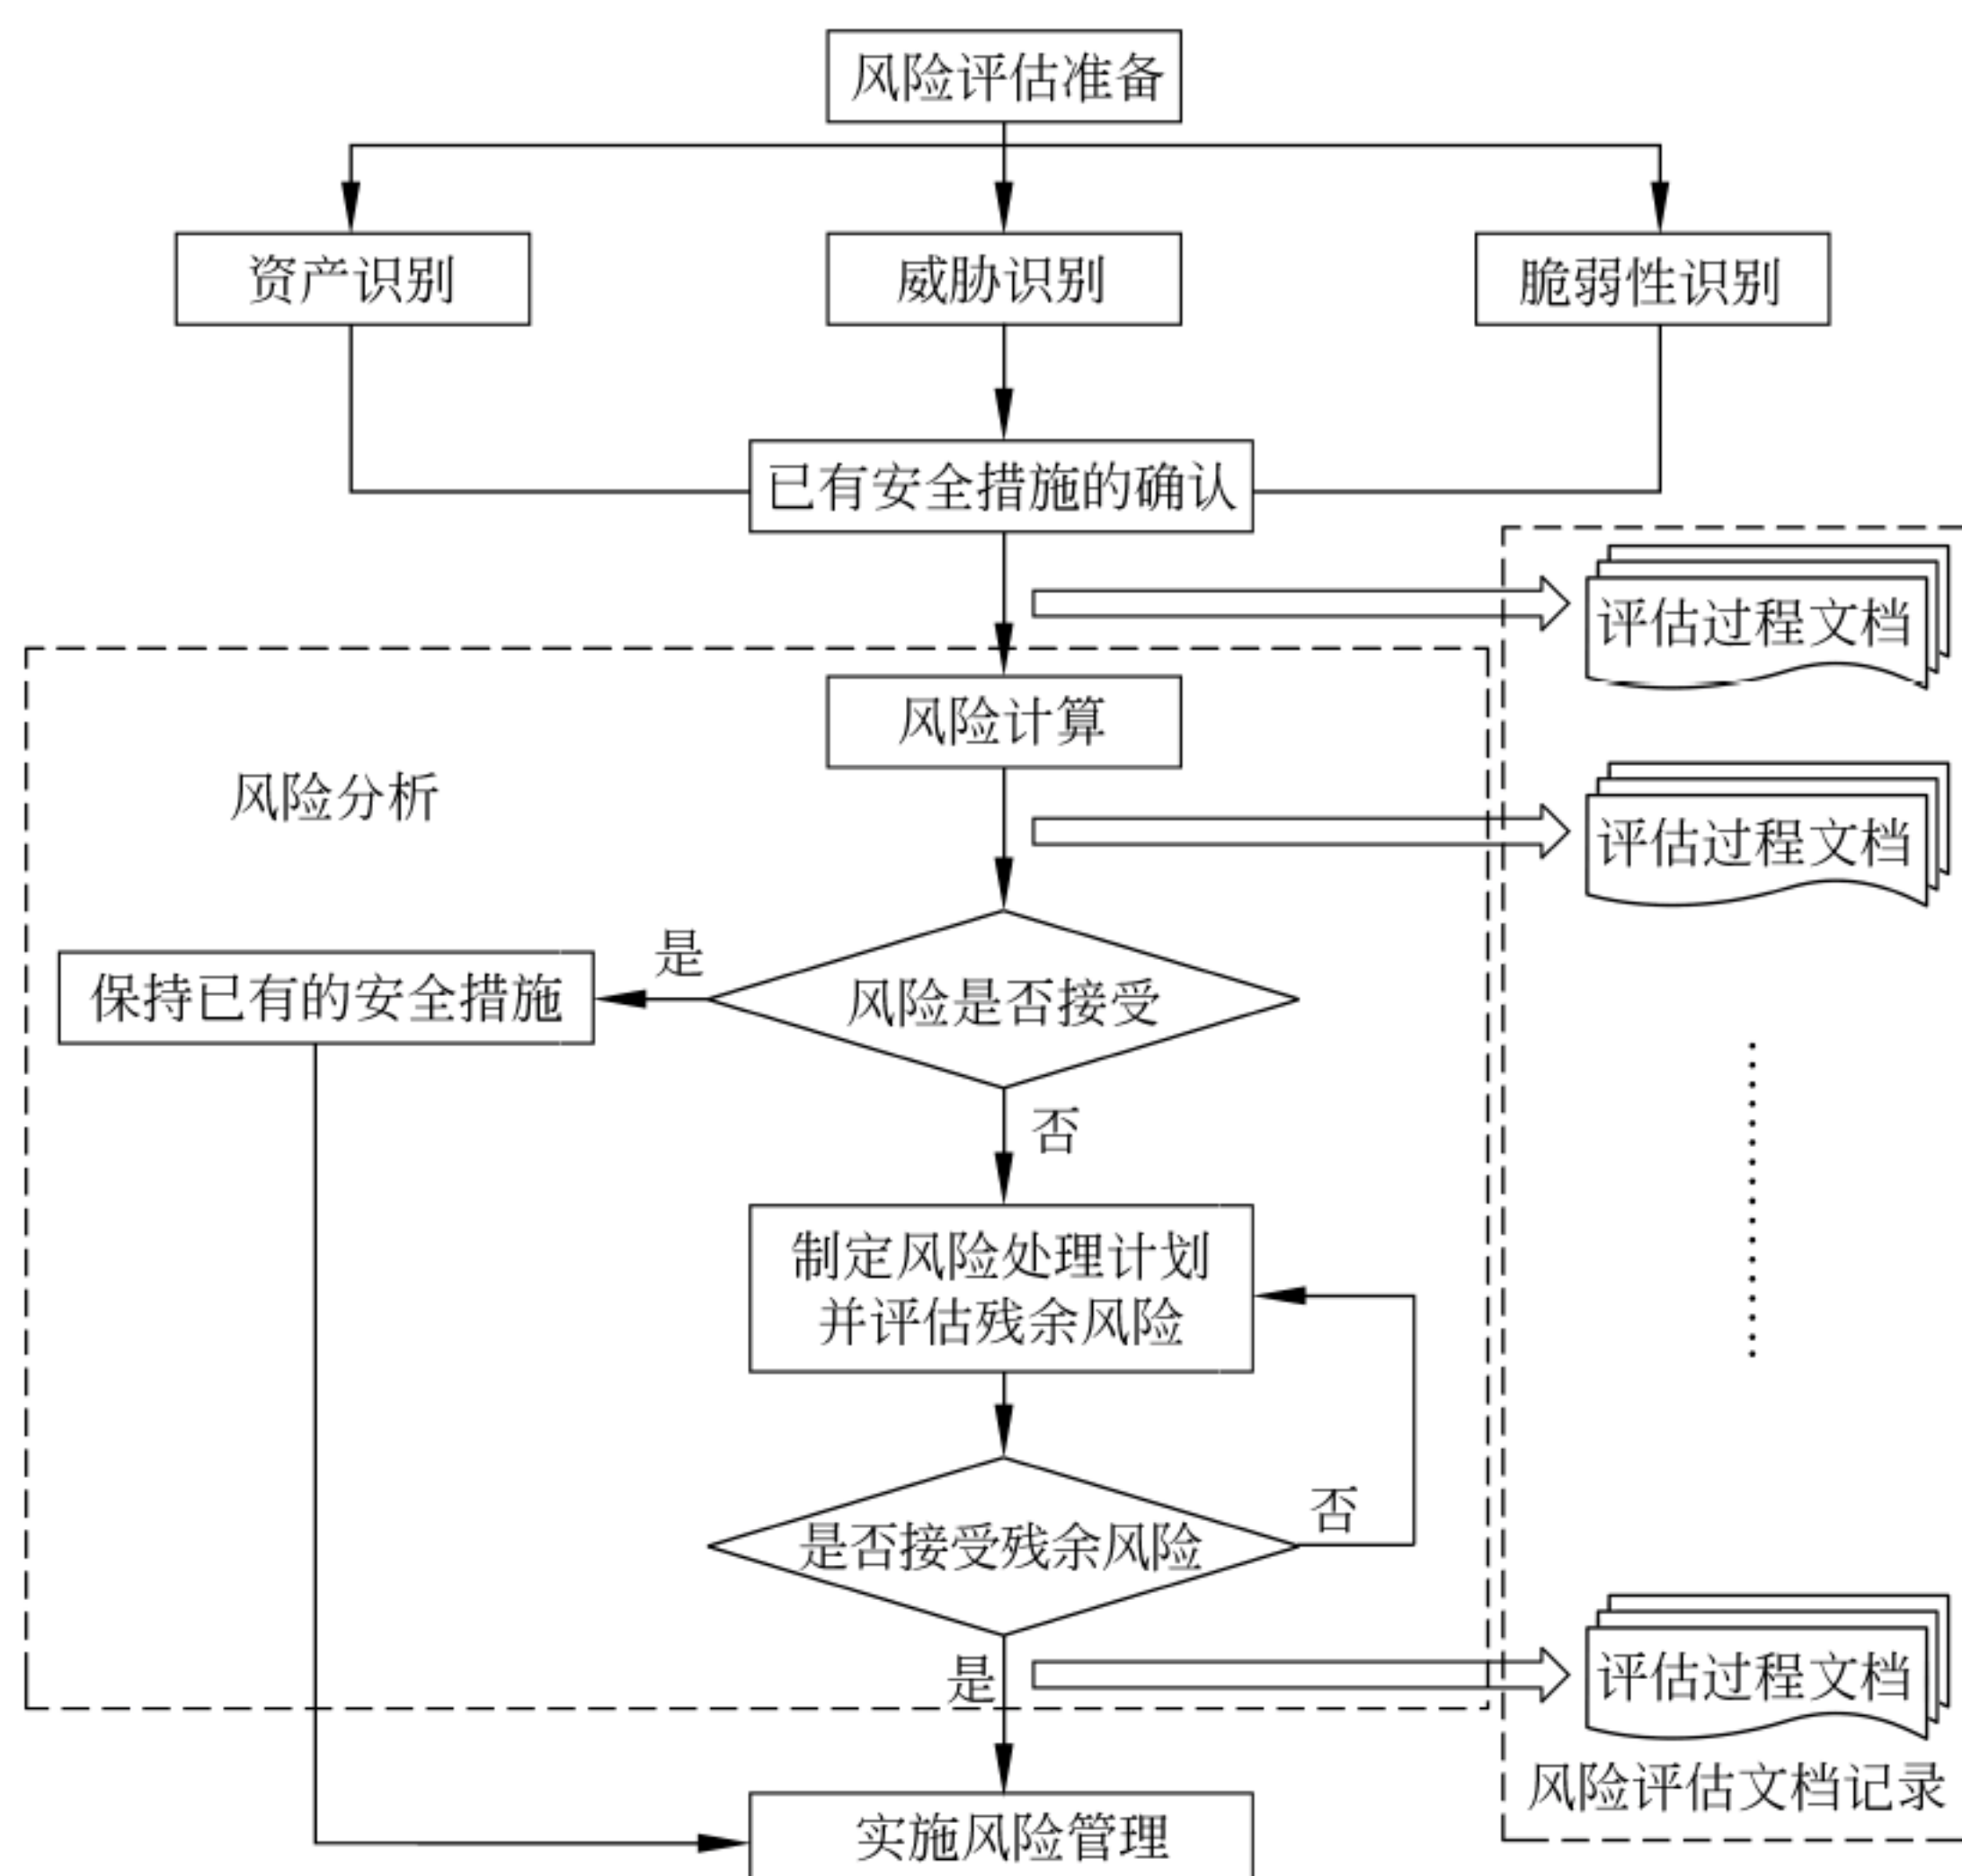 风险评估准备
资产识别
威胁识别
脆弱性识别
已有安全措施的确认
评估过程文档
风险计算
风险分析
评估过程文档
是
保持已有的安全措施
风险是否接受
否
制定风险处理计划
并评估残余风险
否
是否接受残余风险
是
评估过程文档
风险评估文档记录
实施风险管理